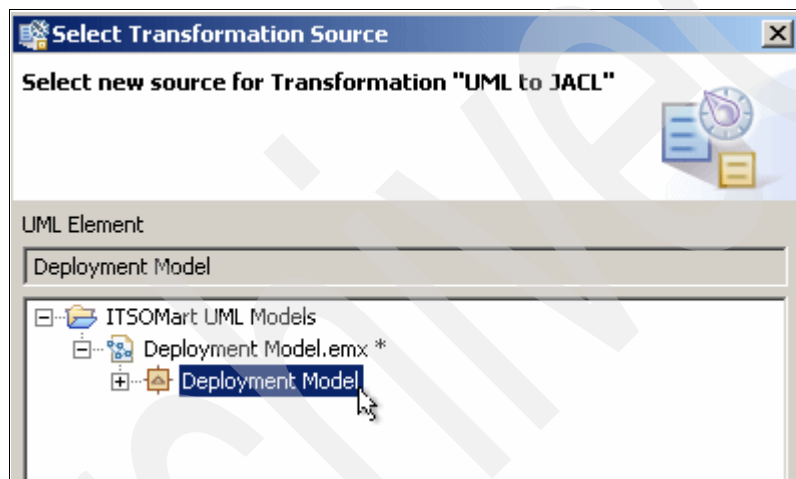 Select Transformation Source
Select new source for Transformation "UML to JACL"
UML Element
Deployment Model
ITSOMart UML Models
Deployment Model.emx *
Deployment Model